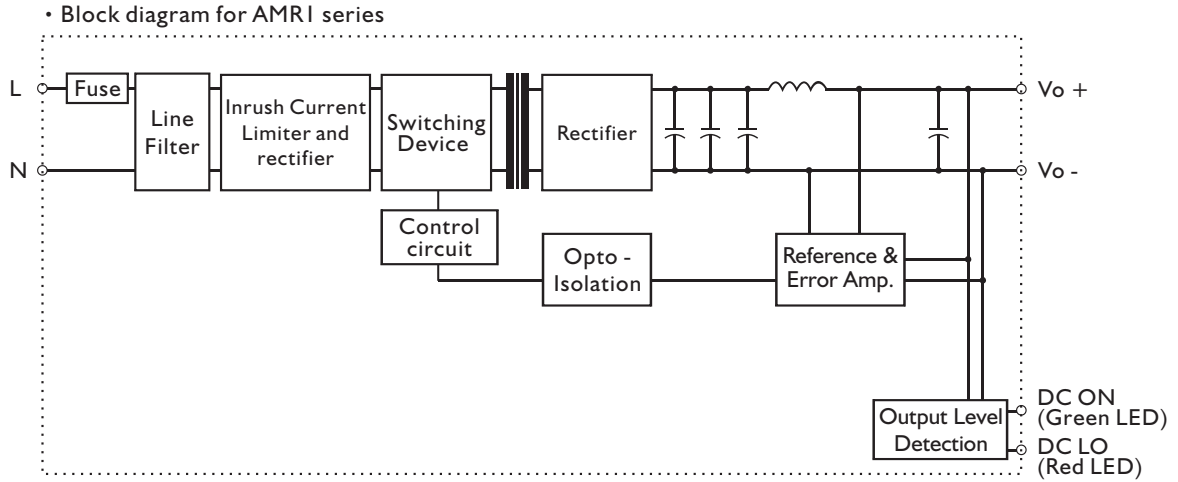 • Block diagram for AMR1 series
L
Fuse
Line
Filter
Inrush Current
Limiter and
rectifier
Switching
Device
Rectifier
Vo +
N
Vo -
Control
circuit
Opto -
Isolation
Reference &
Error Amp.
Output Level
Detection
DC ON
(Green LED)
DC LO
(Red LED)